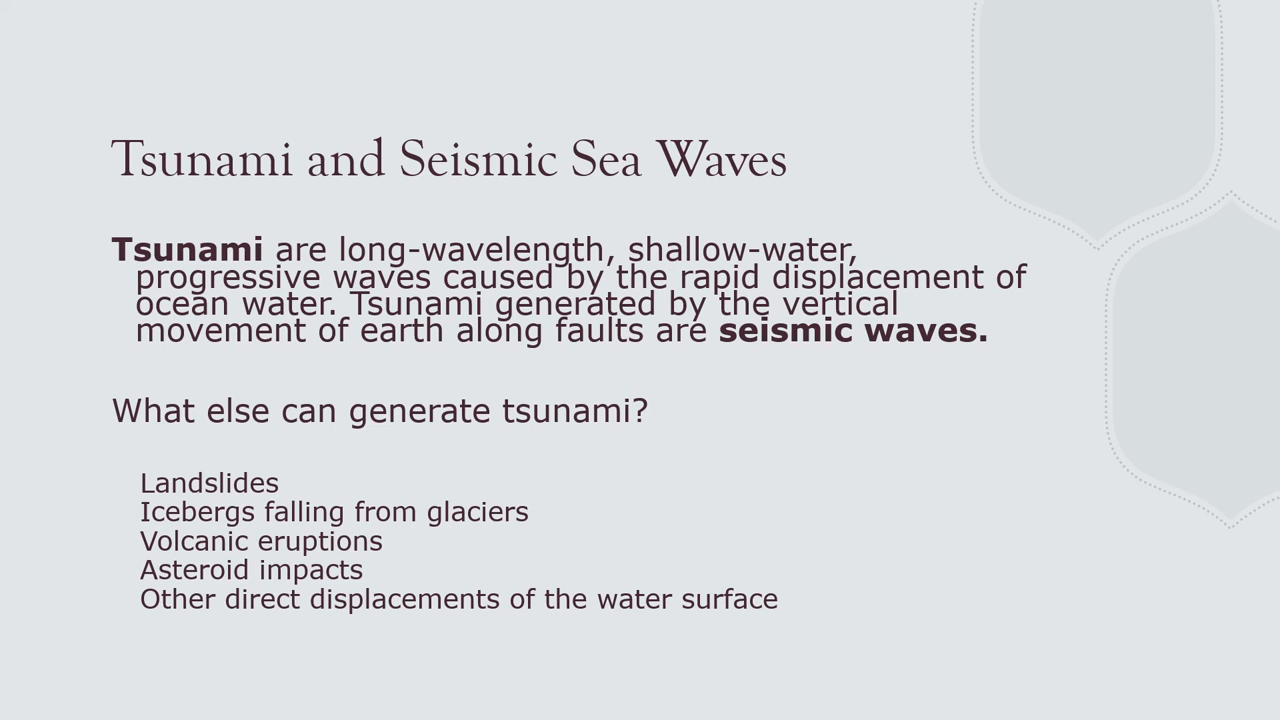 Tsunami and Seismic Sea Waves
Tsunami are long-wavelength, shallow-water,
progressive waves caused by the rapid displacement of
ocean water. Tsunami generated by the vertical
movement of earth along faults are seismic waves.
What else can generate tsunami?
Landslides
Icebergs falling from glaciers
Volcanic eruptions
Asteroid impacts
Other direct displacements of the water surface